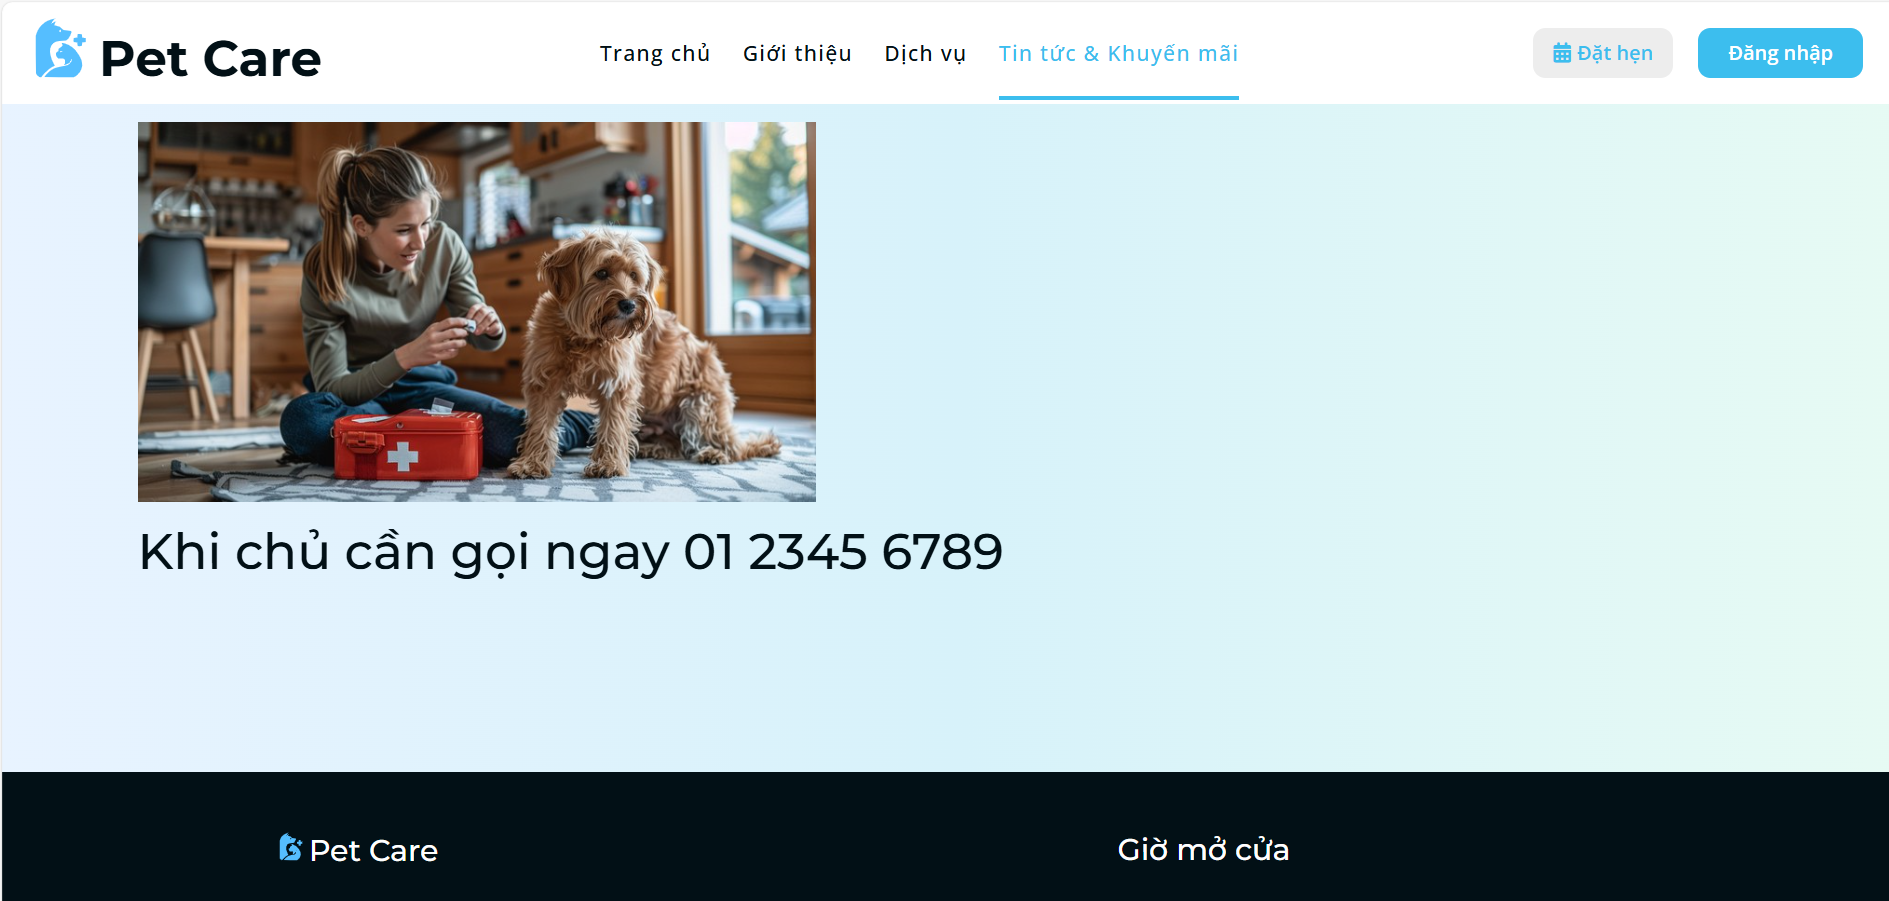 Pet Care
Trang chủ
Giới thiệu
Dịch vụ
Tin tức & Khuyến mãi
Đặt hẹn
Đăng nhập
Khi chủ cần gọi ngay 01 2345 6789
Pet Care
Giờ mở cửa